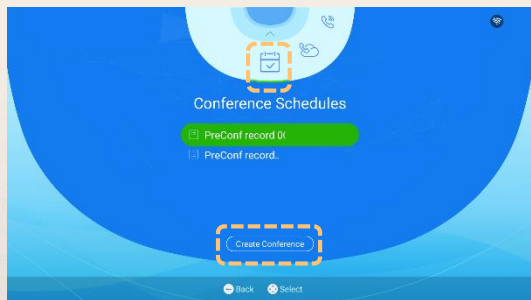 Conference Schedules
PreConf record 0(
PreConf record..
Create Conference
Back Select